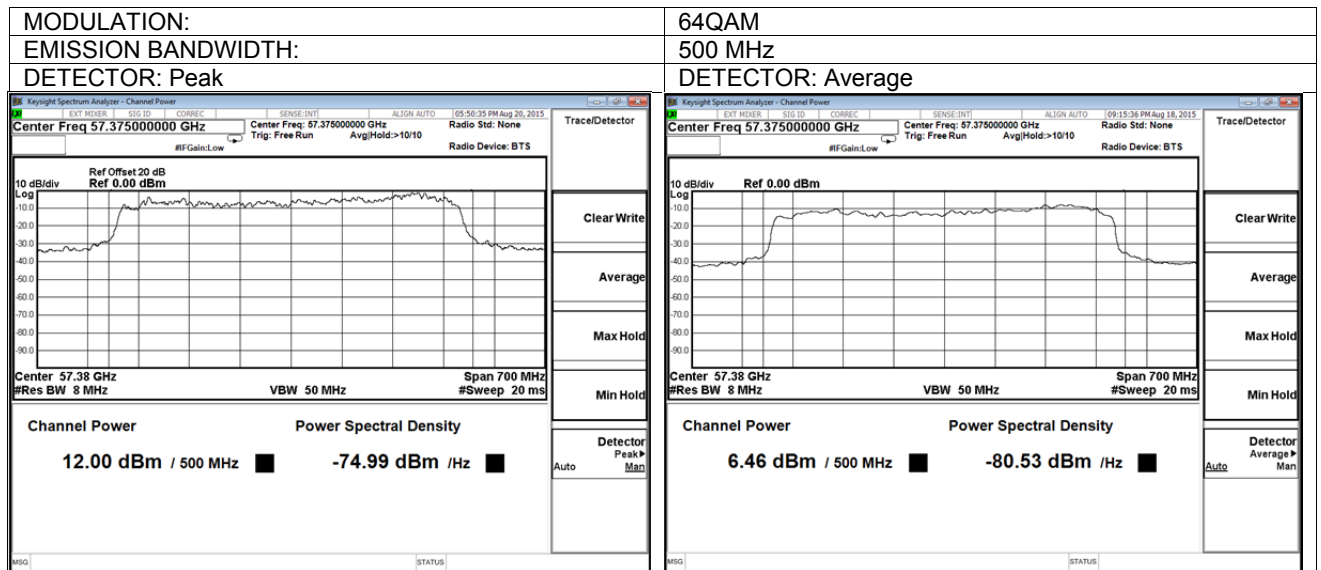 MODULATION: 64QAM
EMISSION BANDWIDTH: 500 MHz
DETECTOR: Peak DETECTOR: Average
Keysight Spectrum Analyzer - Channel Power
EXT MIXER SIG ID CORREC SENSE:INT ALIGN AUTO 05:50:35 PM Aug 20, 2015
Center Freq 57.375000000 GHz
Center Freq: 57.375000000 GHz
Trig: Free Run Avg|Hold:>10/10
#IFGain:Low
Radio Std: None
Radio Device: BTS
Trace/Detector
Ref Offset 20 dB
10 dB/div Ref 0.00 dBm
Log
-10.0
-20.0
-30.0
-40.0
-50.0
-60.0
-70.0
-80.0
-90.0
Center 57.38 GHz Span 700 MHz
#Res BW 8 MHz VBW 50 MHz #Sweep 20 ms
Channel Power Power Spectral Density
12.00 dBm / 500 MHz -74.99 dBm /Hz
Clear Write
Average
Max Hold
Min Hold
Detector
Peak
Auto Man
MSG STATUS
Keysight Spectrum Analyzer - Channel Power
EXT MIXER SIG ID CORREC SENSE:INT ALIGN AUTO 09:15:36 PM Aug 18, 2015
Center Freq 57.375000000 GHz
Center Freq: 57.375000000 GHz
Trig: Free Run Avg|Hold:>10/10
#IFGain:Low
Radio Std: None
Radio Device: BTS
Trace/Detector
10 dB/div Ref 0.00 dBm
Log
-10.0
-20.0
-30.0
-40.0
-50.0
-60.0
-70.0
-80.0
-90.0
Center 57.38 GHz Span 700 MHz
#Res BW 8 MHz VBW 50 MHz #Sweep 20 ms
Channel Power Power Spectral Density
6.46 dBm / 500 MHz -80.53 dBm /Hz
Clear Write
Average
Max Hold
Min Hold
Detector
Average
Auto Man
MSG STATUS